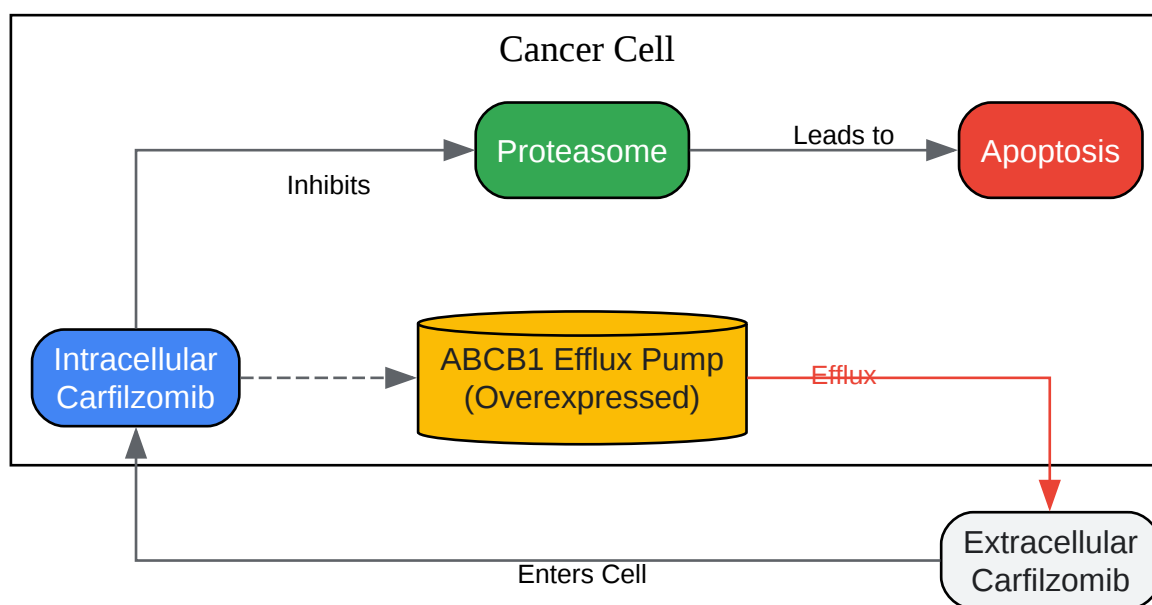 Cancer Cell
Proteasome
Leads to
Apoptosis
Inhibits
Intracellular
Carfilzomib
ABCB1 Efflux Pump
(Overexpressed)
Efflux
Extracellular
Carfilzomib
Enters Cell